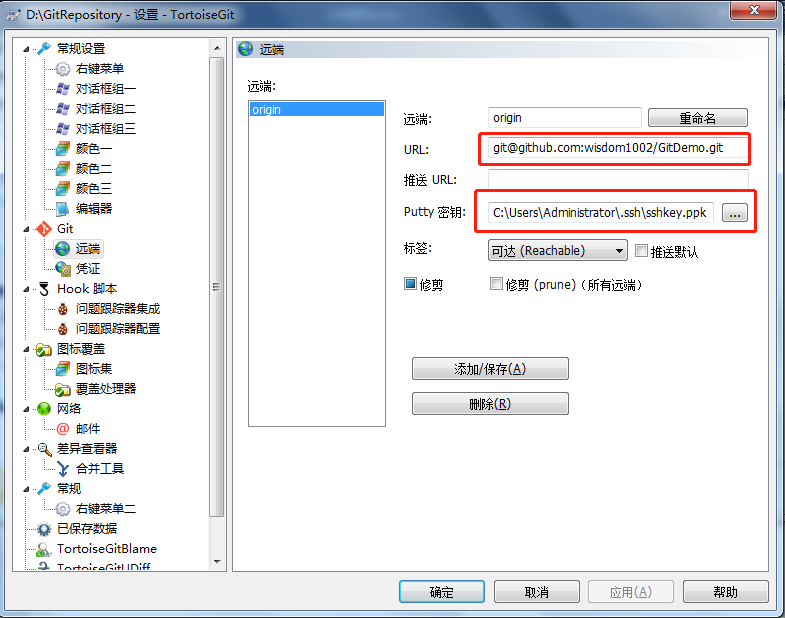 D:\GitRepository - 设置 - TortoiseGit
常规设置
右键菜单
对话框组一
对话框组二
对话框组三
颜色一
颜色二
颜色三
编辑器
Git
远端
凭证
Hook 脚本
问题跟踪器集成
问题跟踪器配置
图标覆盖
图标集
覆盖处理器
网络
邮件
差异查看器
合并工具
常规
右键菜单二
已保存数据
TortoiseGitBlame
TortoiseGitUDiff
远端
远端:
origin
远端:
origin
重命名
URL:
git@github.com:wisdom1002/GitDemo.git
推送 URL:
Putty 密钥:
C:\Users\Administrator\.ssh\sshkey.ppk
...
标签:
可达 (Reachable)
推送默认
修剪
修剪 (prune)（所有远端）
添加/保存(A)
删除(R)
确定
取消
应用(A)
帮助